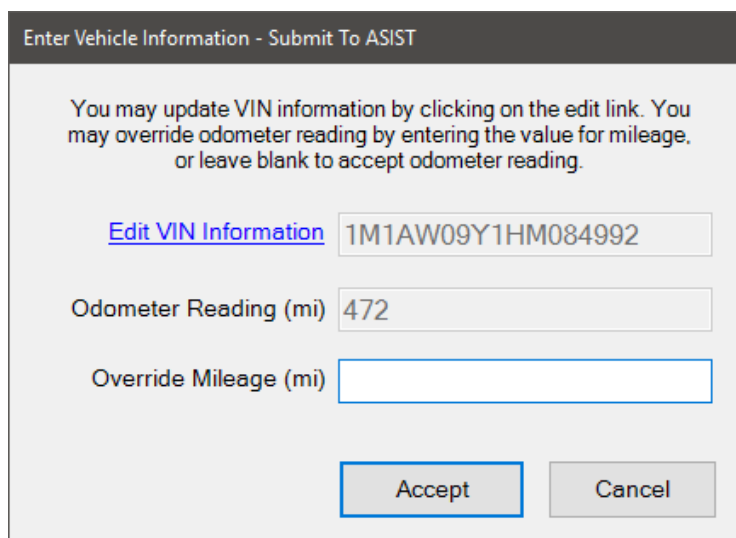 Enter Vehicle Information - Submit To ASIST
You may update VIN information by clicking on the edit link. You
may override odometer reading by entering the value for mileage,
or leave blank to accept odometer reading.
Edit VIN Information 1M1AW09Y1HM084992
Odometer Reading (mi) 472
Override Mileage (mi)
Accept Cancel